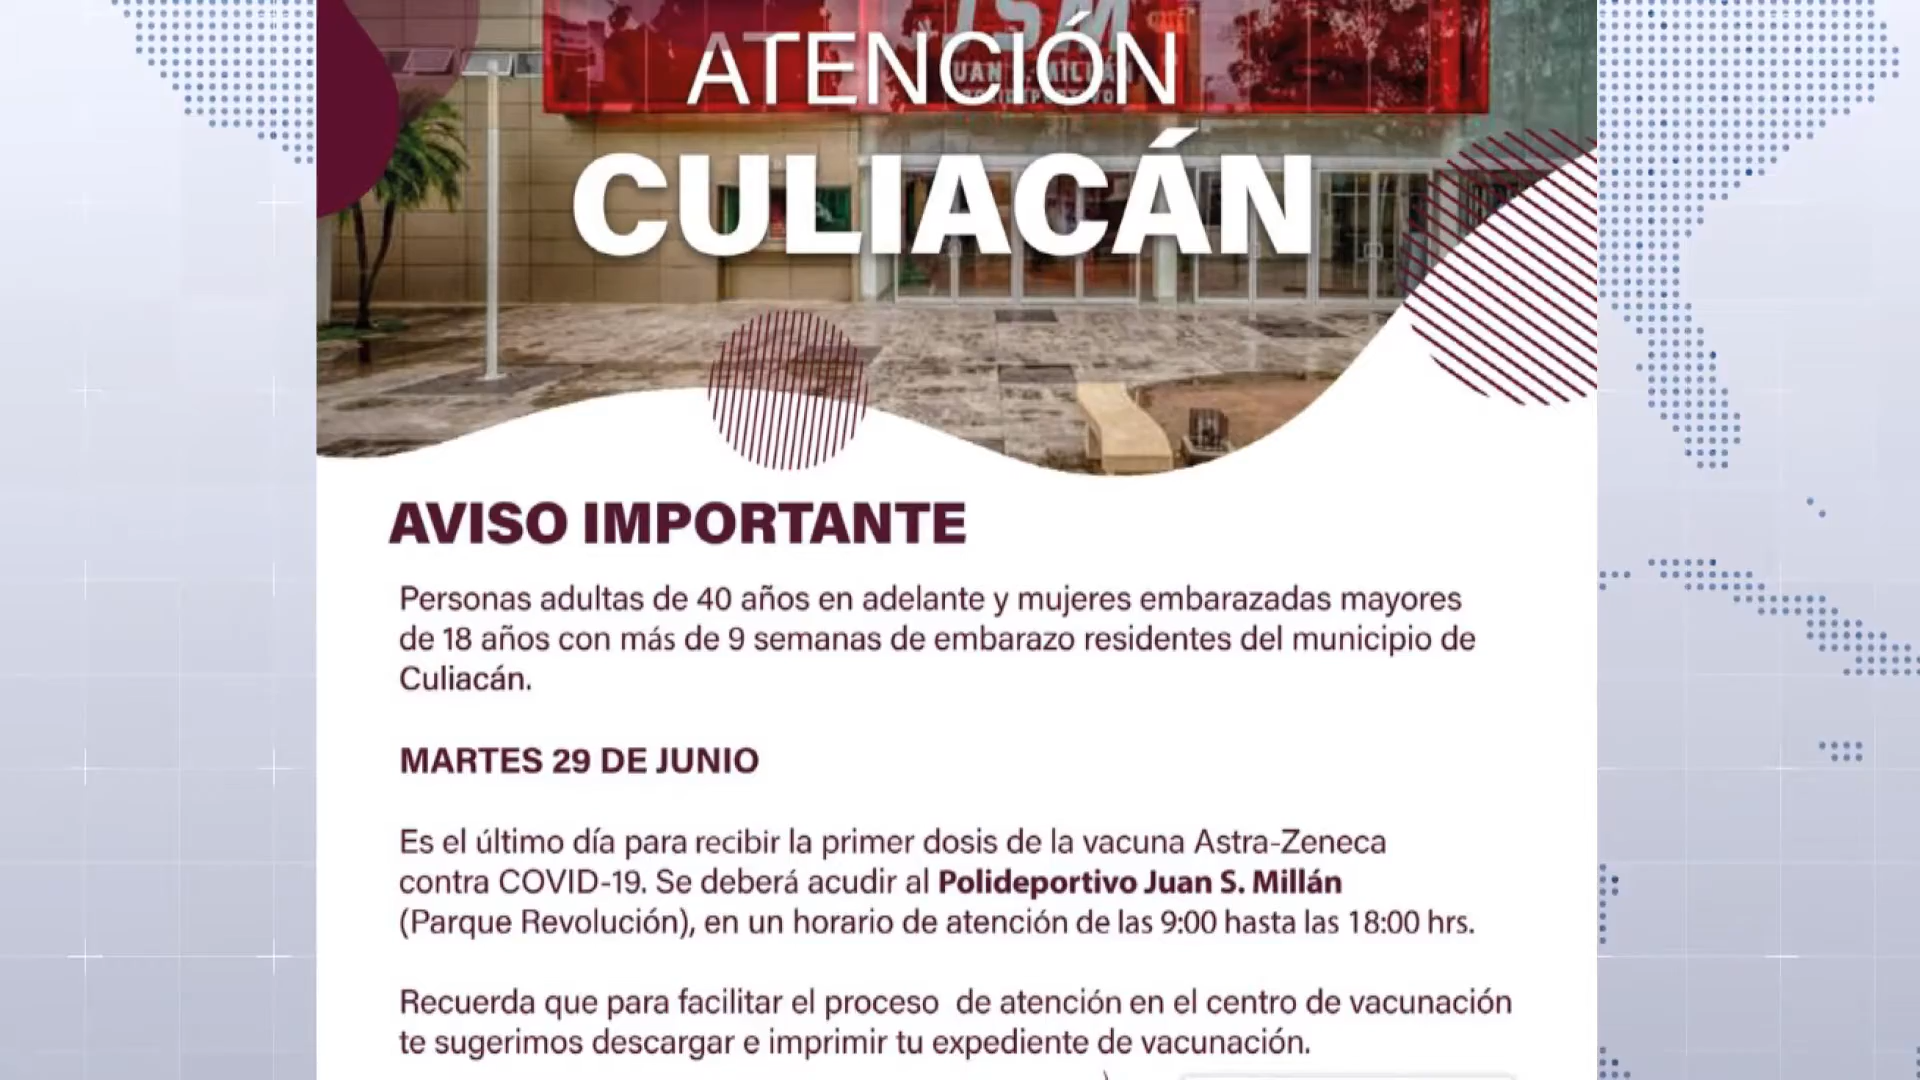 JSM
JUAN S. MILLÁN
POLIDEPORTIVO
ATENCIÓN
CULIACÁN
AVISO IMPORTANTE
Personas adultas de 40 años en adelante y mujeres embarazadas mayores
de 18 años con más de 9 semanas de embarazo residentes del municipio de
Culiacán.
MARTES 29 DE JUNIO
Es el último día para recibir la primer dosis de la vacuna Astra-Zeneca
contra COVID-19. Se deberá acudir al Polideportivo Juan S. Millán
(Parque Revolución), en un horario de atención de las 9:00 hasta las 18:00 hrs.
Recuerda que para facilitar el proceso de atención en el centro de vacunación
te sugerimos descargar e imprimir tu expediente de vacunación.